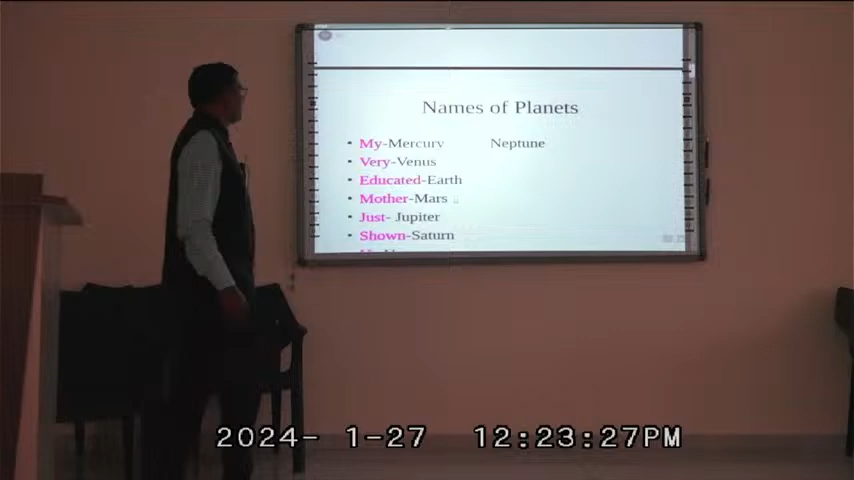 Names of Planets
• My-Mercury Neptune
• Very-Venus
• Educated-Earth
• Mother-Mars
• Just- Jupiter
• Shown-Saturn
2024- 1-27 12:23:27PM